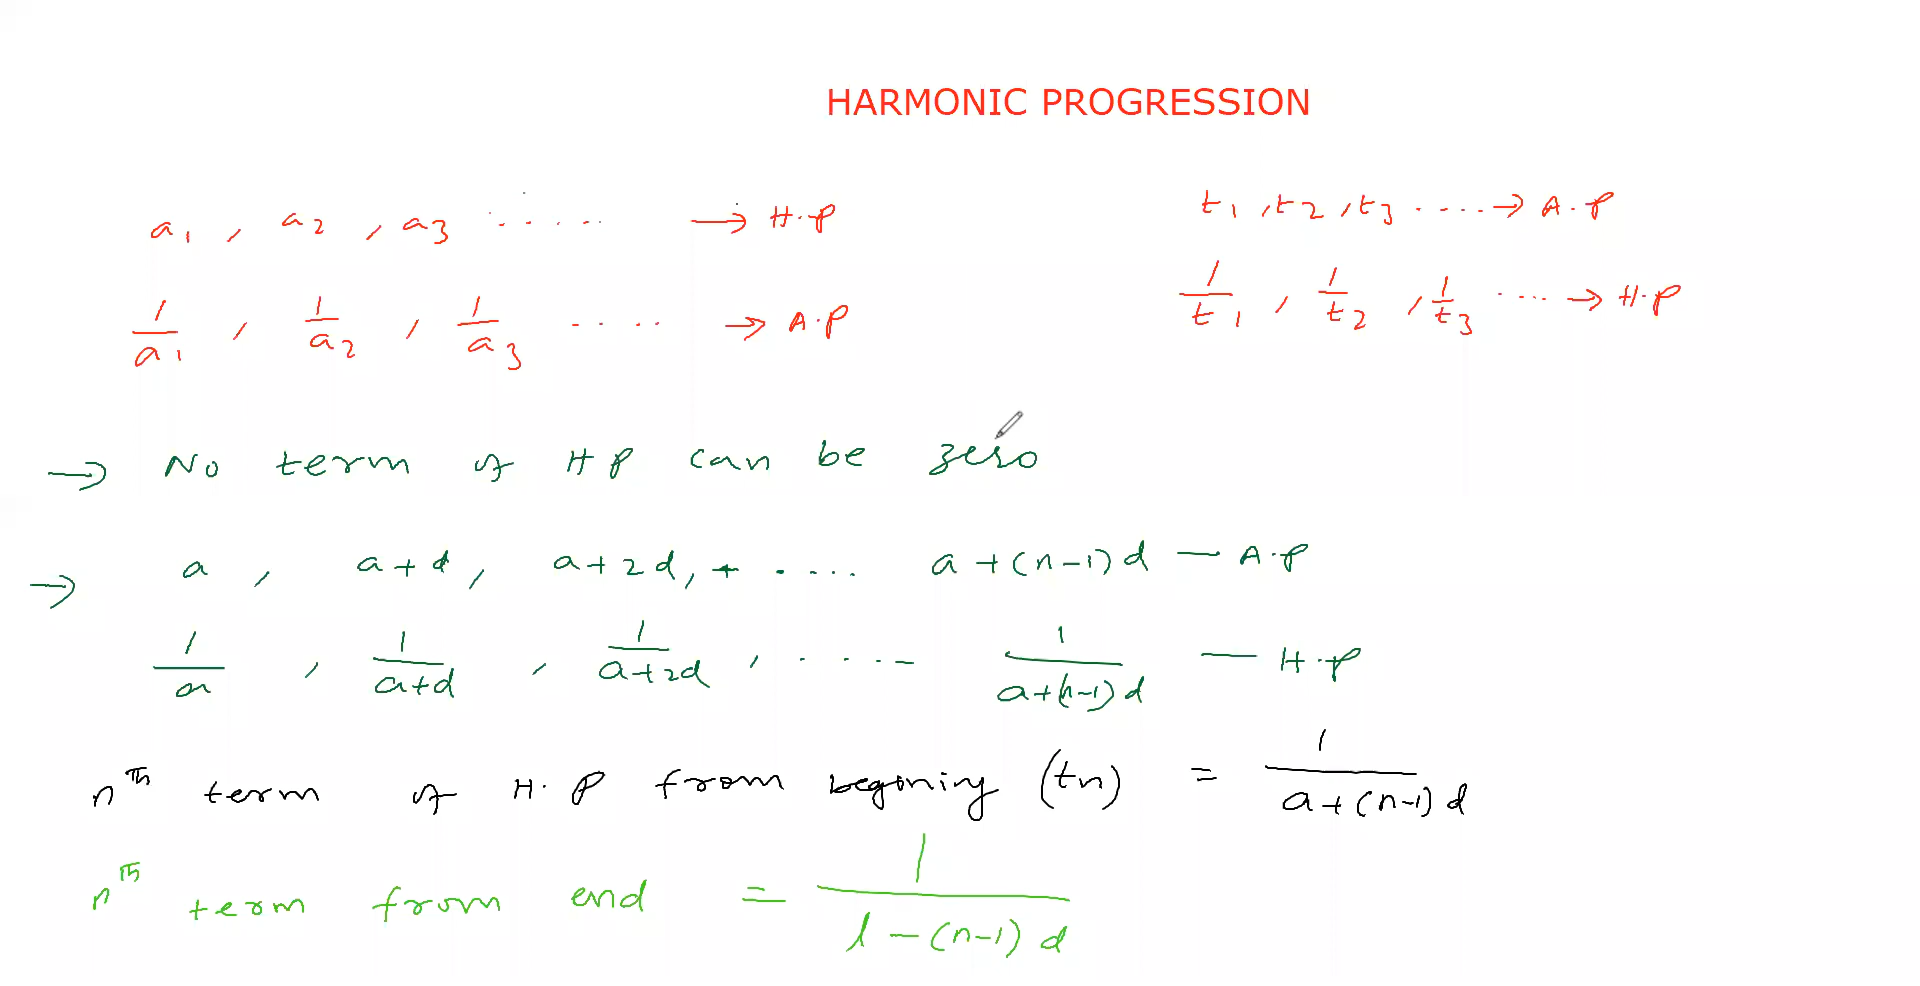 HARMONIC PROGRESSION
a₁, a₂, a₃ ..... → H.P
t₁, t₂, t₃ ..... → A.P
1/a₁, 1/a₂, 1/a₃ .... → A.P
1/t₁, 1/t₂, 1/t₃ ..... → H.P
→ No term of HP can be zero
→ a, a+d, a+2d, + .... a+(n-1)d — A.P
1/a, 1/(a+d), 1/(a+2d), ....- 1/(a+(n-1)d) — H.P
nᵗʰ term of H.P from begining (tn) = 1/(a+(n-1)d)
nᵗʰ term from end = 1/(l-(n-1)d)